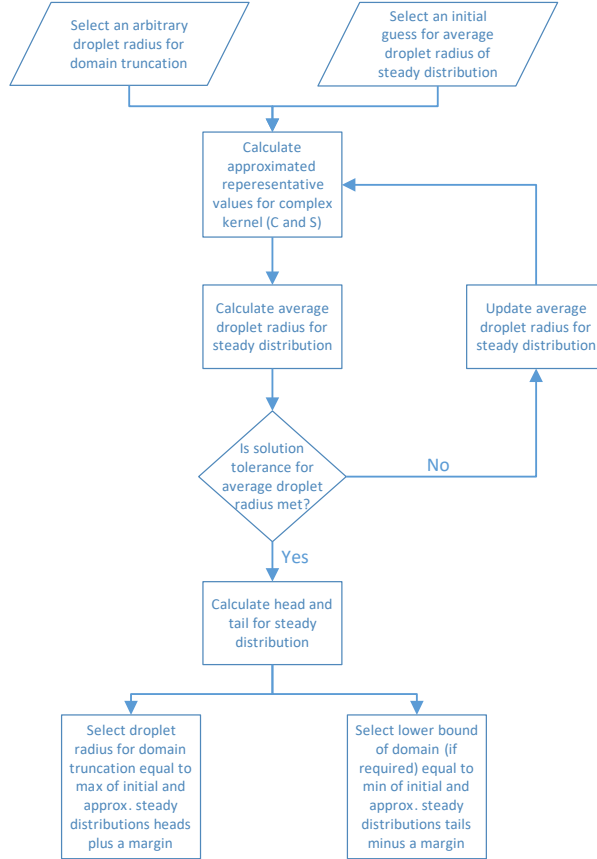 Select an arbitrary
droplet radius for
domain truncation
Select an initial
guess for average
droplet radius of
steady distribution
Calculate
approximated
reperesentative
values for complex
kernel (C and S)
Calculate average
droplet radius for
steady distribution
Update average
droplet radius for
steady distribution
Is solution
tolerance for
average droplet
radius met?
No
Yes
Calculate head and
tail for steady
distribution
Select droplet
radius for domain
truncation equal to
max of initial and
approx. steady
distributions heads
plus a margin
Select lower bound
of domain (if
required) equal to
min of initial and
approx. steady
distributions tails
minus a margin